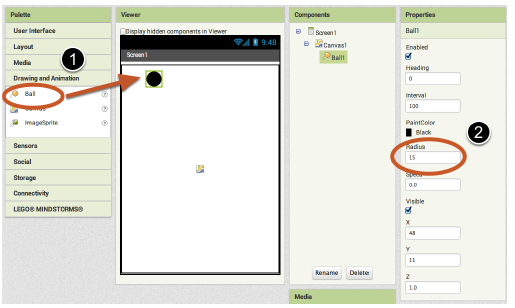 Palette
User Interface
Layout
Media
Drawing and Animation
Ball
Canvas
ImageSprite
Sensors
Social
Storage
Connectivity
LEGO® MINDSTORMS®
1
Viewer
Display hidden components in Viewer
9:48
Screen1
Components
Screen1
Canvas1
Ball1
Rename
Delete
Media
Properties
Ball1
Enabled
Heading
0
Interval
100
PaintColor
Black
2
Radius
15
Speed
0.0
Visible
X
48
Y
11
Z
1.0